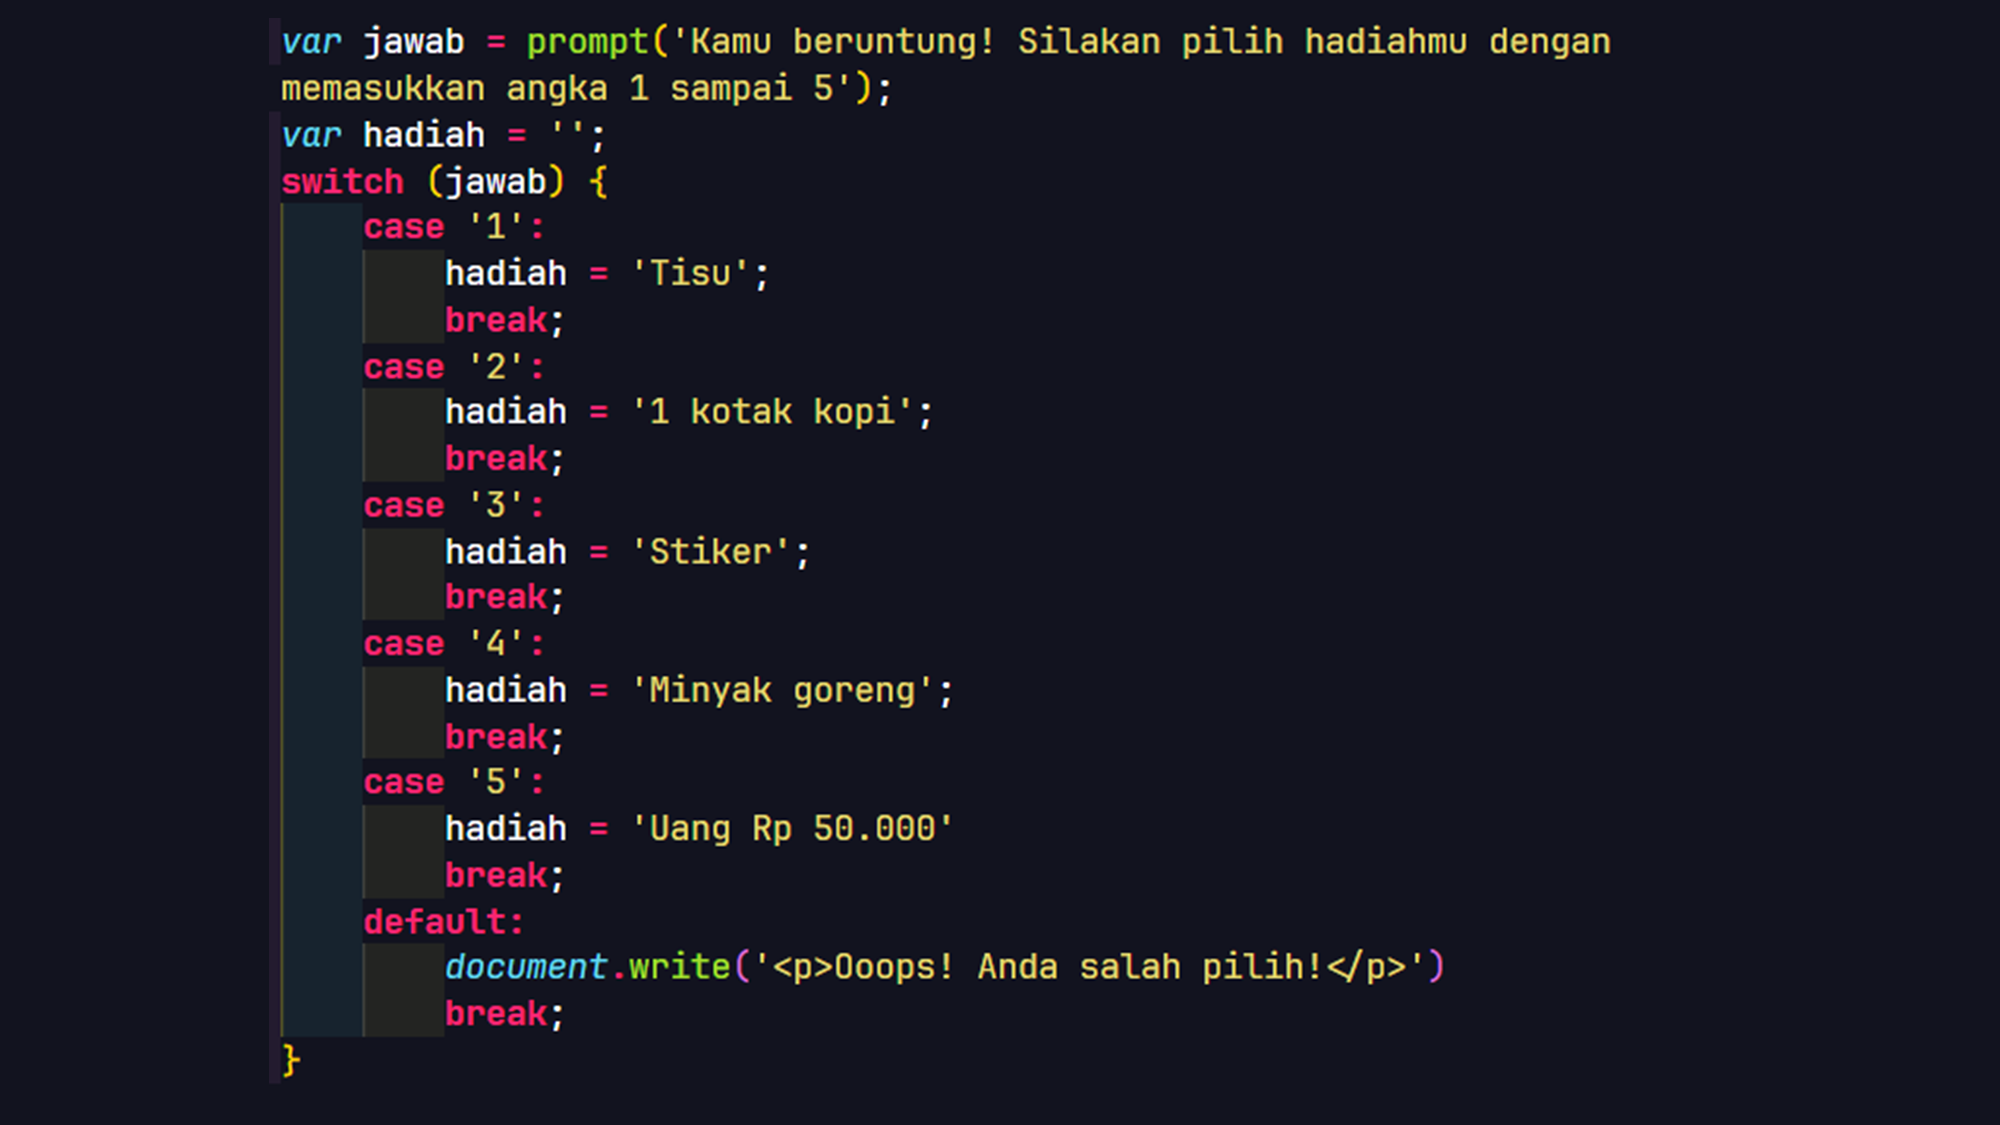 var jawab = prompt('Kamu beruntung! Silakan pilih hadiahmu dengan
memasukkan angka 1 sampai 5');
var hadiah = '';
switch (jawab) {
    case '1':
        hadiah = 'Tisu';
        break;
    case '2':
        hadiah = '1 kotak kopi';
        break;
    case '3':
        hadiah = 'Stiker';
        break;
    case '4':
        hadiah = 'Minyak goreng';
        break;
    case '5':
        hadiah = 'Uang Rp 50.000'
        break;
    default:
        document.write('<p>Ooops! Anda salah pilih!</p>')
        break;
}